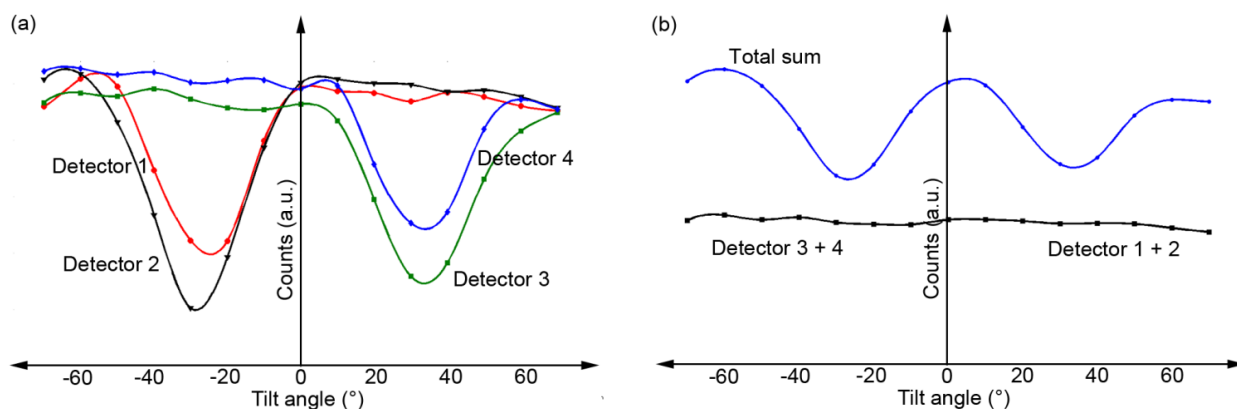 (a)
Detector 1
Detector 2
Detector 4
Detector 3
Counts (a.u.)
-60 -40 -20 0 20 40 60
Tilt angle (°)
(b)
Total sum
Detector 3 + 4
Detector 1 + 2
Counts (a.u.)
-60 -40 -20 0 20 40 60
Tilt angle (°)